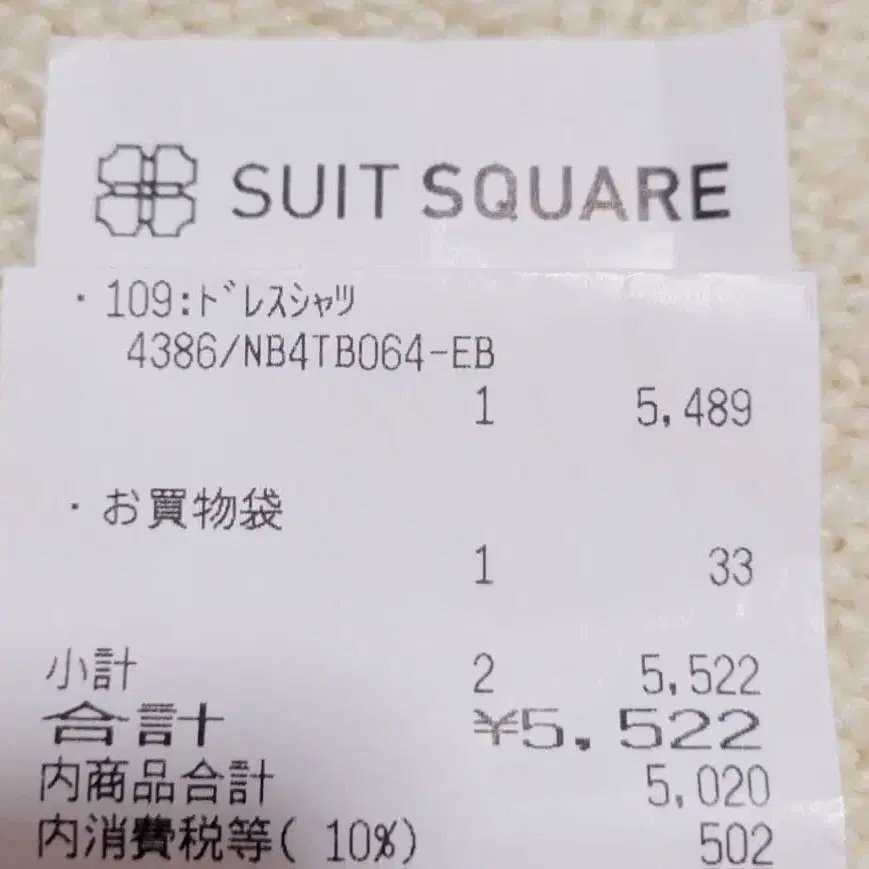 SUIT SQUARE
・109:ﾄﾞﾚｽｼｬﾂ
4386/NB4TB064-EB
1 5,489
・お買物袋
1 33
小計 2 5,522
合計 ¥5,522
内商品合計 5,020
内消費税等( 10%) 502